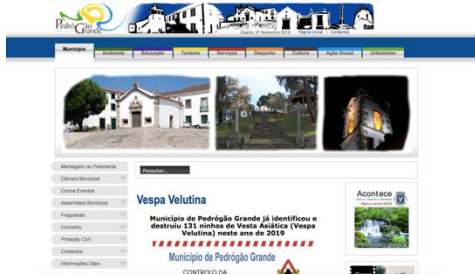 Pedrógão
Grande
Quarta, 27 Novembro 2019 Página Inicial Contactos
Município Ambiente Educação Turismo Serviços Desporto Cultura Ação Social Urbanismo
Mensagem do Presidente
Câmara Municipal
Outros Eventos
Assembleia Municipal
Freguesias
Concelho
Proteção Civil
Contactos
Informações Úteis
Pesquisar...
Vespa Velutina
Município de Pedrógão Grande já identificou e
destruiu 131 ninhos de Vesta Asiática (Vespa
Velutina) neste ano de 2019
Município de Pedrógão Grande
CONTROLO DA
Acontece